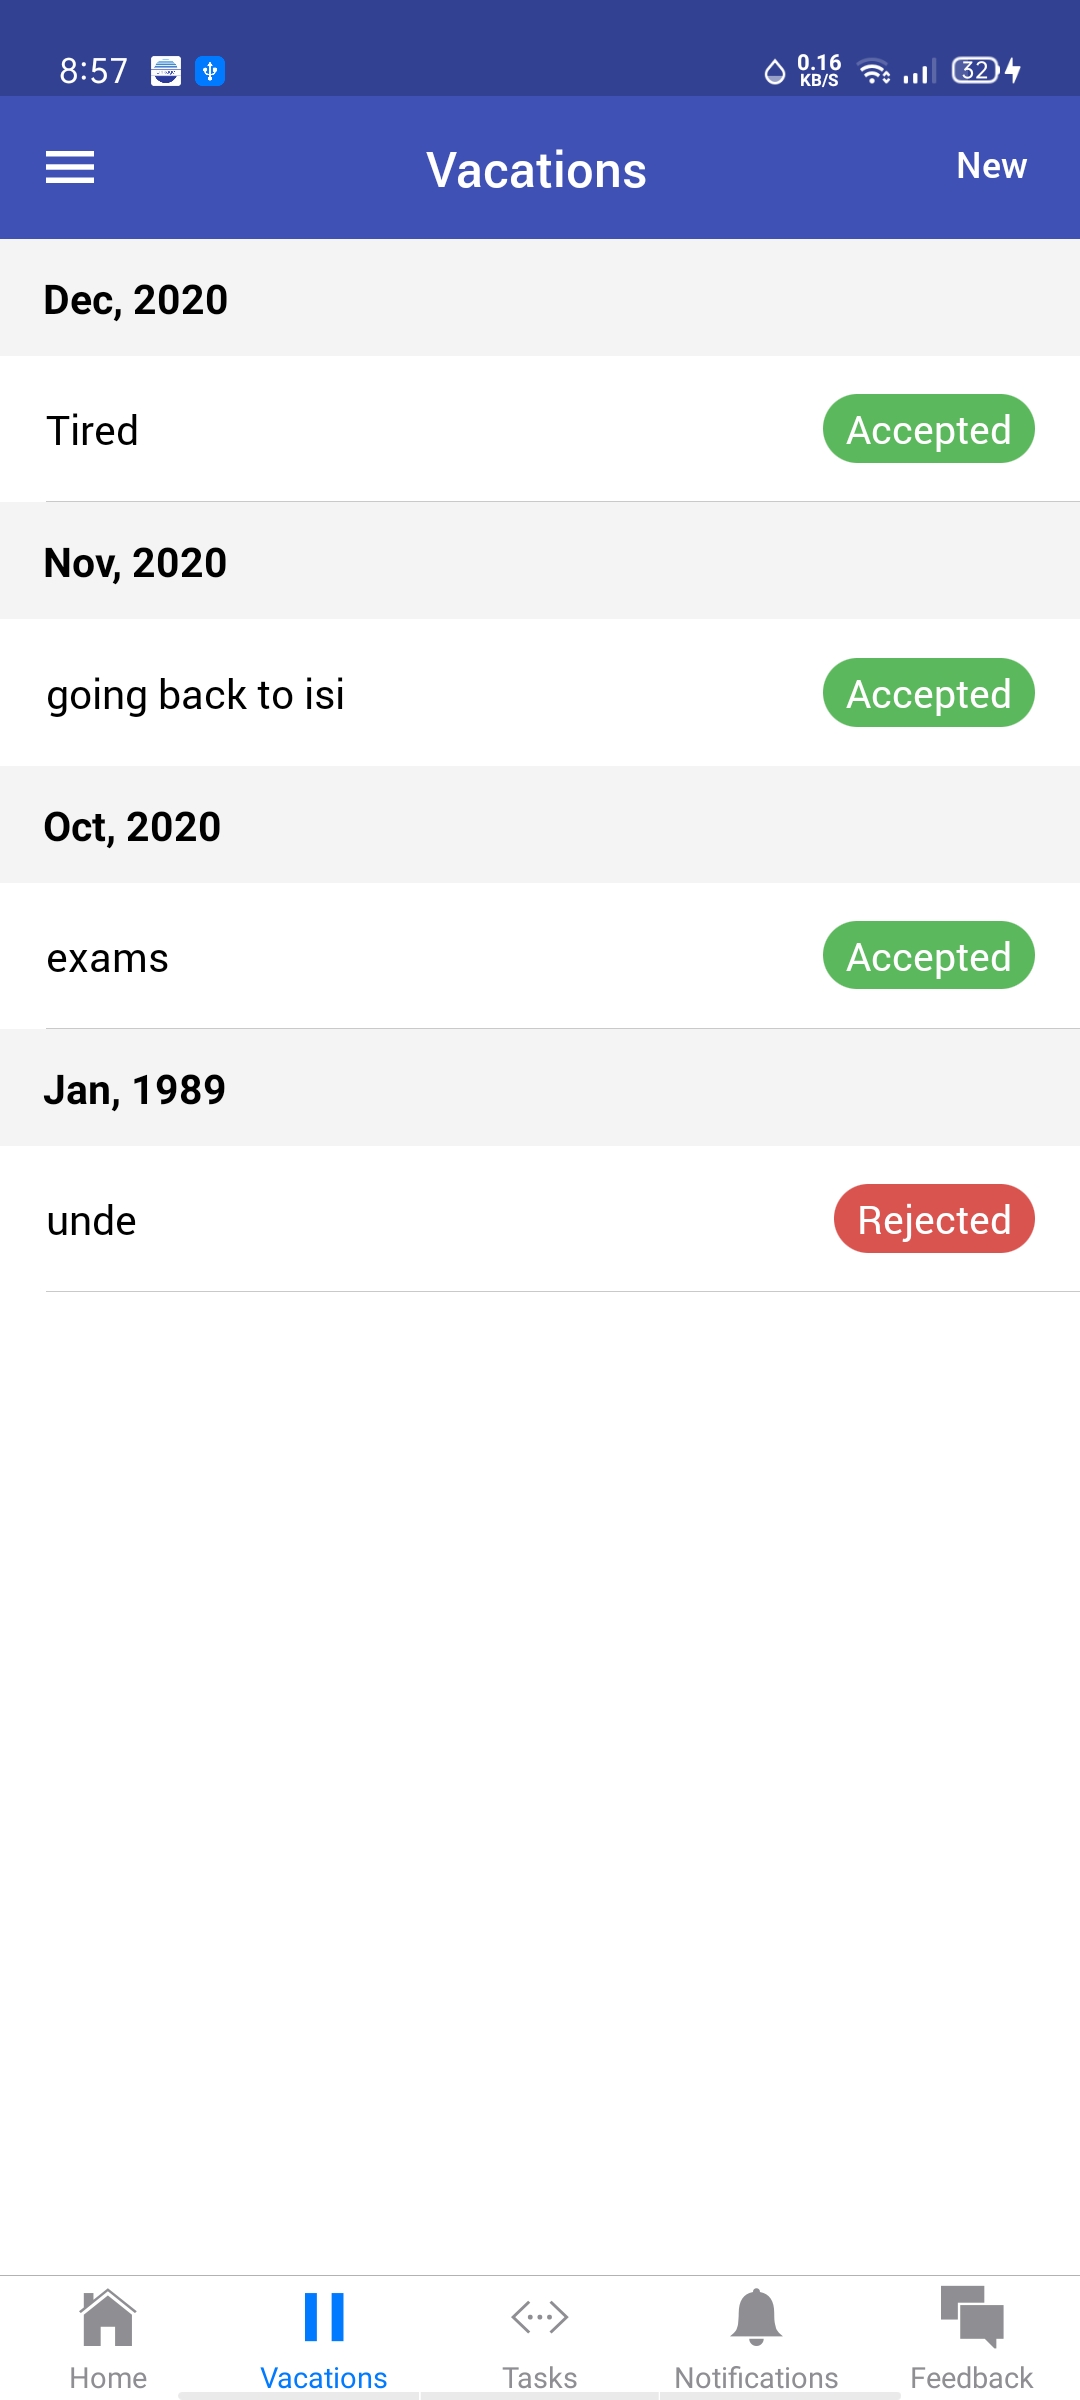 8:57
0.16
KB/S
32
Vacations
New
Dec, 2020
Tired
Accepted
Nov, 2020
going back to isi
Accepted
Oct, 2020
exams
Accepted
Jan, 1989
unde
Rejected
Home
Vacations
Tasks
Notifications
Feedback